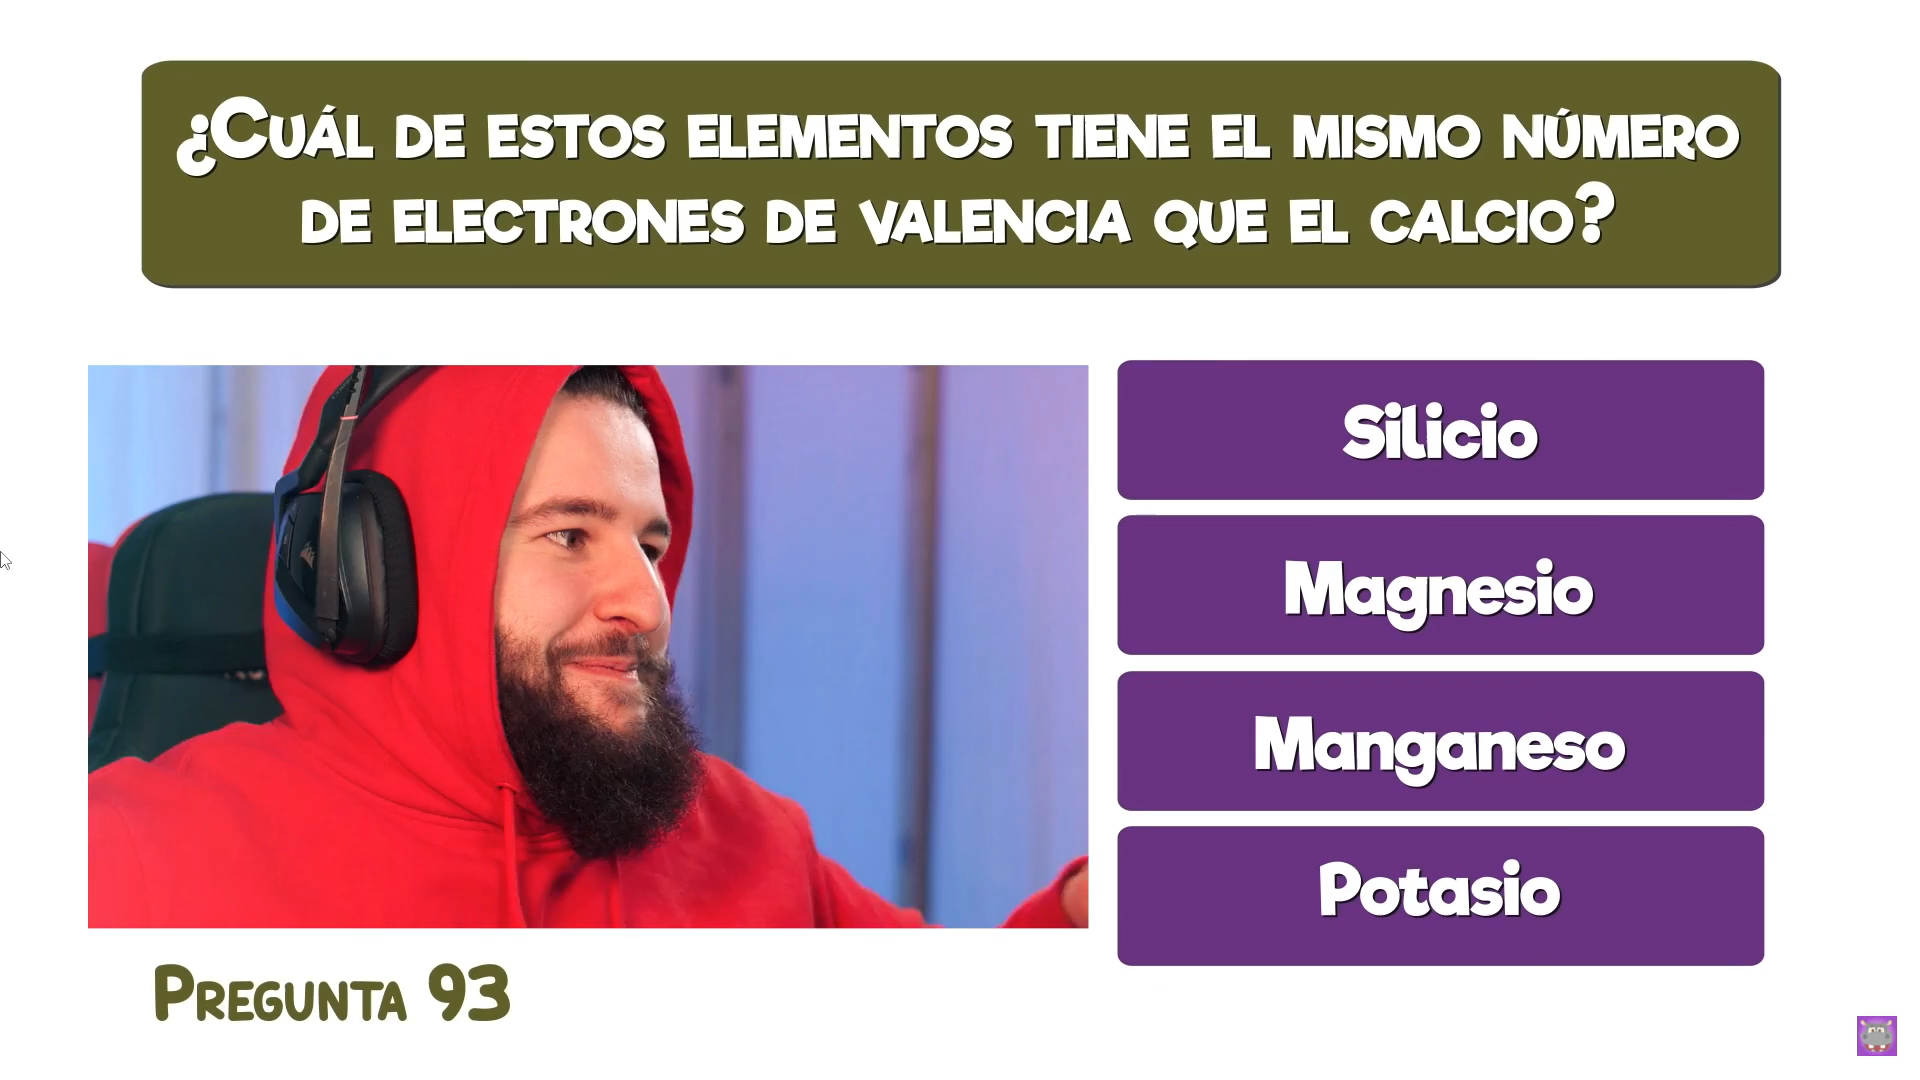 ¿Cuál de estos elementos tiene el mismo número
de electrones de valencia que el calcio?
Silicio
Magnesio
Manganeso
Potasio
Pregunta 93